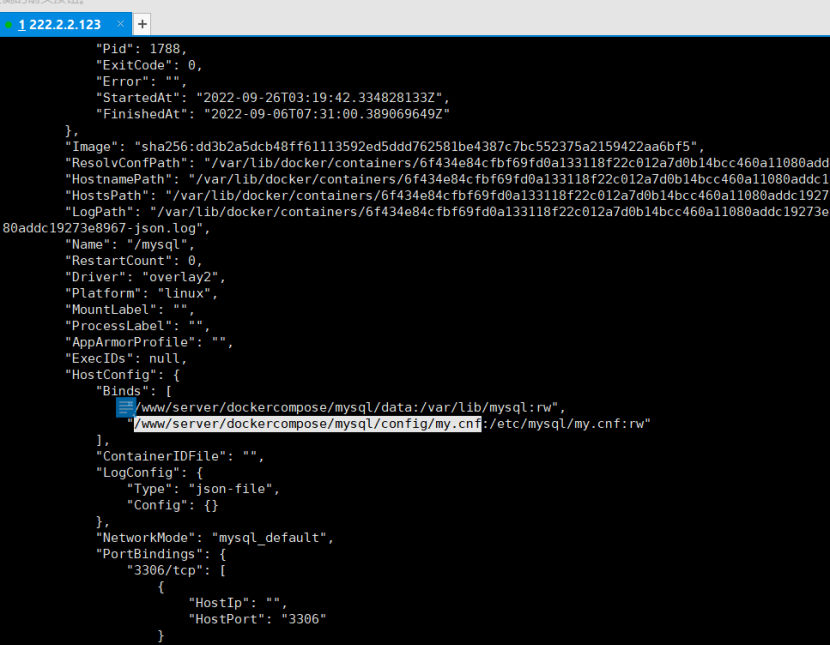 1 222.2.2.123 × +
"Pid": 1788,
"ExitCode": 0,
"Error": "",
"StartedAt": "2022-09-26T03:19:42.334828133Z",
"FinishedAt": "2022-09-06T07:31:00.389069649Z"
},
"Image": "sha256:dd3b2a5dcb48ff61113592ed5ddd762581be4387c7bc552375a2159422aa6bf5",
"ResolvConfPath": "/var/lib/docker/containers/6f434e84cfbf69fd0a133118f22c012a7d0b14bcc460a11080add
"HostnamePath": "/var/lib/docker/containers/6f434e84cfbf69fd0a133118f22c012a7d0b14bcc460a11080addc1
"HostsPath": "/var/lib/docker/containers/6f434e84cfbf69fd0a133118f22c012a7d0b14bcc460a11080addc1927
"LogPath": "/var/lib/docker/containers/6f434e84cfbf69fd0a133118f22c012a7d0b14bcc460a11080addc19273e
80addc19273e8967-json.log",
"Name": "/mysql",
"RestartCount": 0,
"Driver": "overlay2",
"Platform": "linux",
"MountLabel": "",
"ProcessLabel": "",
"AppArmorProfile": "",
"ExecIDs": null,
"HostConfig": {
"Binds": [
"/www/server/dockercompose/mysql/data:/var/lib/mysql:rw",
"/www/server/dockercompose/mysql/config/my.cnf:/etc/mysql/my.cnf:rw"
],
"ContainerIDFile": "",
"LogConfig": {
"Type": "json-file",
"Config": {}
},
"NetworkMode": "mysql_default",
"PortBindings": {
"3306/tcp": [
{
"HostIp": "",
"HostPort": "3306"
}